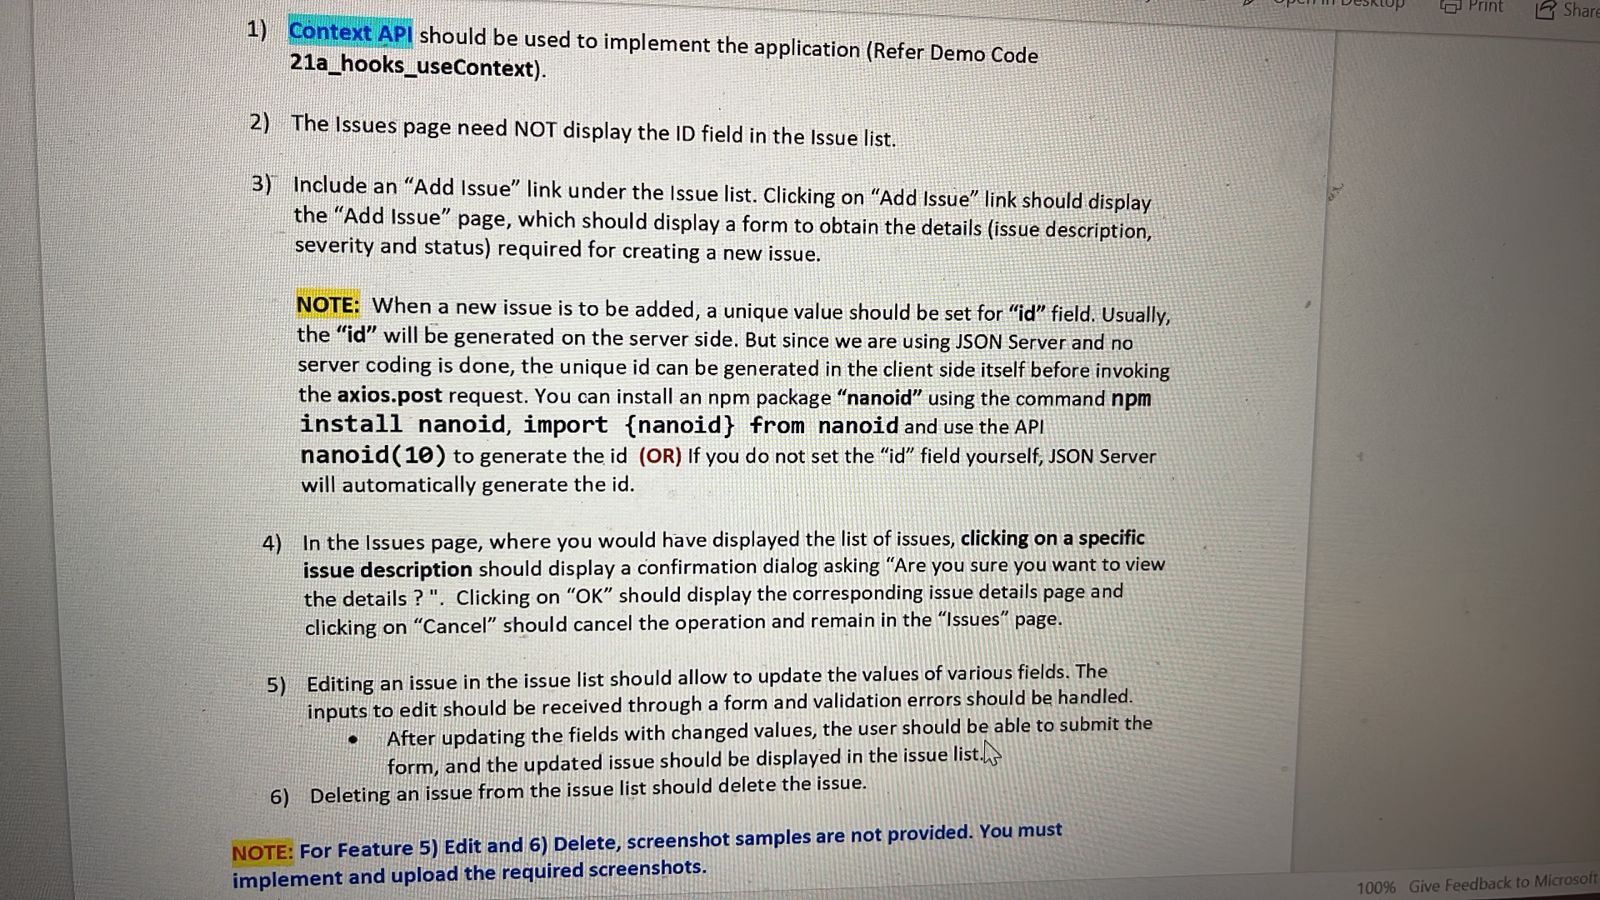 Open in Desktop Print Share
1) Context API should be used to implement the application (Refer Demo Code
21a_hooks_useContext).
2) The Issues page need NOT display the ID field in the Issue list.
3) Include an “Add Issue” link under the Issue list. Clicking on “Add Issue” link should display
the “Add Issue” page, which should display a form to obtain the details (issue description,
severity and status) required for creating a new issue.
NOTE: When a new issue is to be added, a unique value should be set for “id” field. Usually,
the “id” will be generated on the server side. But since we are using JSON Server and no
server coding is done, the unique id can be generated in the client side itself before invoking
the axios.post request. You can install an npm package “nanoid” using the command npm
install nanoid, import {nanoid} from nanoid and use the API
nanoid(10) to generate the id (OR) If you do not set the “id” field yourself, JSON Server
will automatically generate the id.
4) In the Issues page, where you would have displayed the list of issues, clicking on a specific
issue description should display a confirmation dialog asking “Are you sure you want to view
the details ? ". Clicking on “OK” should display the corresponding issue details page and
clicking on “Cancel” should cancel the operation and remain in the “Issues” page.
5) Editing an issue in the issue list should allow to update the values of various fields. The
inputs to edit should be received through a form and validation errors should be handled.
• After updating the fields with changed values, the user should be able to submit the
form, and the updated issue should be displayed in the issue list.
6) Deleting an issue from the issue list should delete the issue.
NOTE: For Feature 5) Edit and 6) Delete, screenshot samples are not provided. You must
implement and upload the required screenshots.
100% Give Feedback to Microsoft